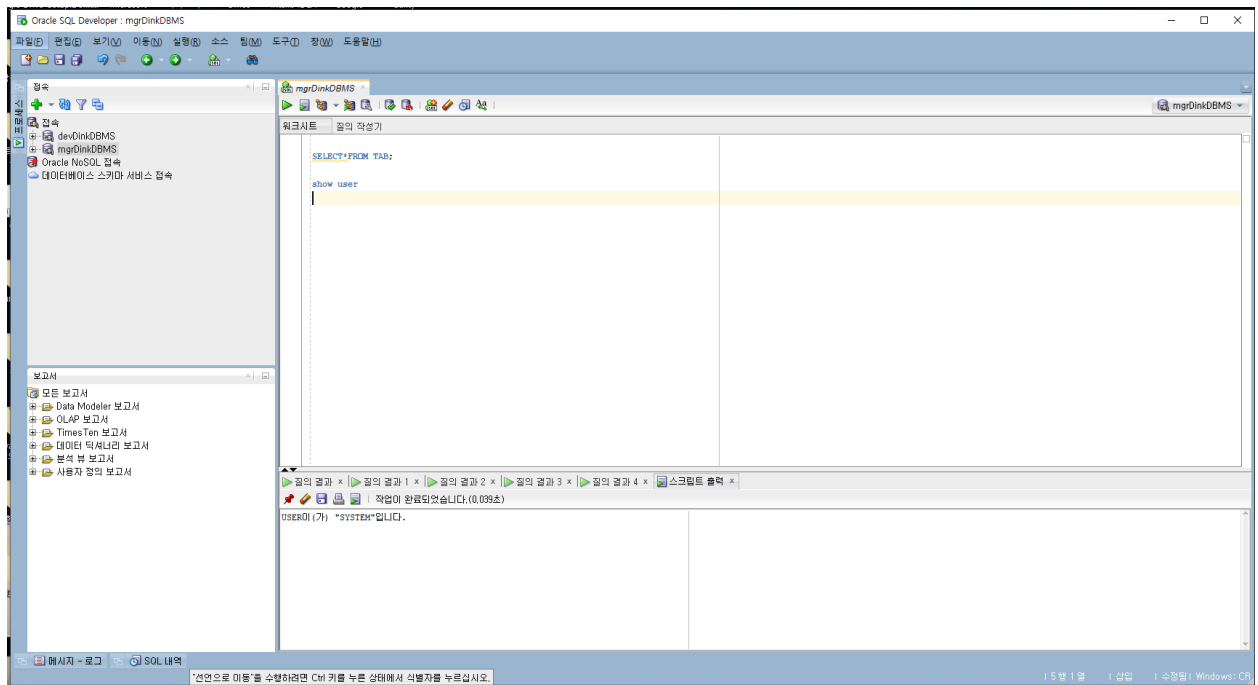 Oracle SQL Developer : mgrDinkDBMS
파일(F) 편집(E) 보기(V) 이동(N) 실행(R) 소스 팀(M) 도구(T) 창(W) 도움말(H)
접속
접속
devDinkDBMS
mgrDinkDBMS
Oracle NoSQL 접속
데이터베이스 스키마 서비스 접속
보고서
모든 보고서
Data Modeler 보고서
OLAP 보고서
TimesTen 보고서
데이터 딕셔너리 보고서
분석 뷰 보고서
사용자 정의 보고서
mgrDinkDBMS
mgrDinkDBMS
워크시트 질의 작성기
SELECT*FROM TAB;
show user
질의 결과 x 질의 결과 1 x 질의 결과 2 x 질의 결과 3 x 질의 결과 4 x 스크립트 출력 x
작업이 완료되었습니다.(0,039초)
USER이(가) "SYSTEM"입니다.
메시지 - 로그 SQL 내역
"선언으로 이동"을 수행하려면 Ctrl 키를 누른 상태에서 식별자를 누르십시오.
5행 1열 삽입 수정됨 Windows: CR